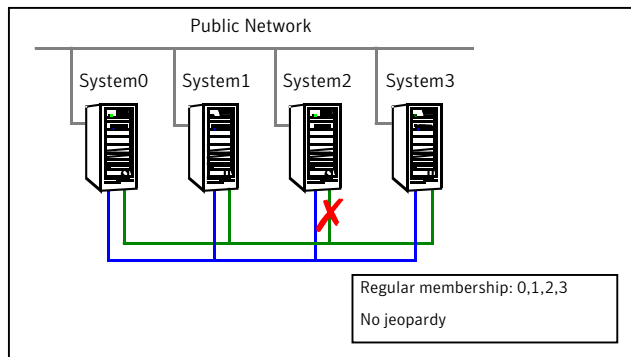 Public Network
System0
System1
System2
System3
Regular membership: 0,1,2,3
No jeopardy